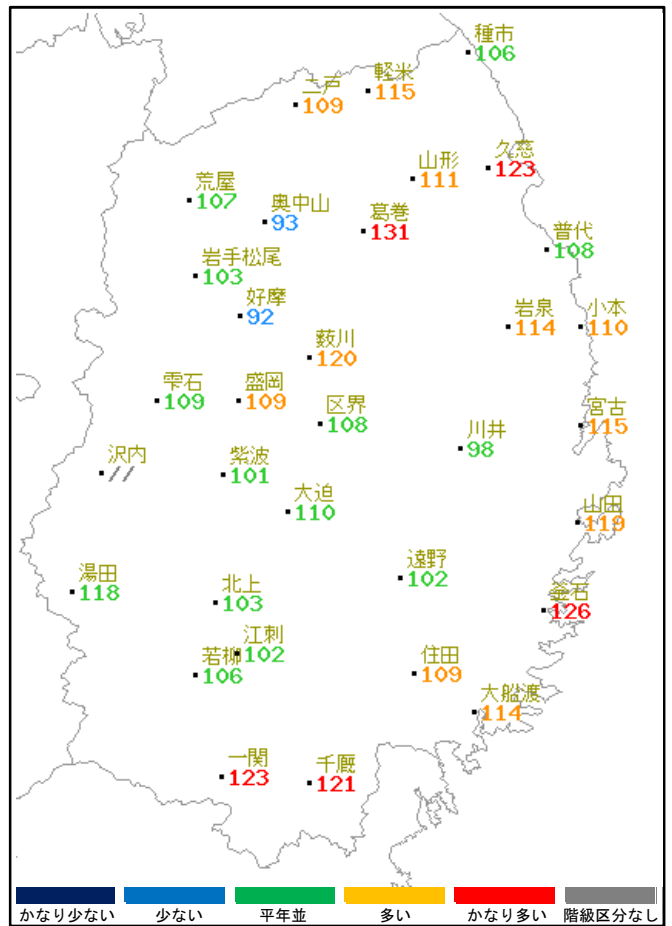 種市
106
軽米
115
二戸
109
久慈
123
山形
111
荒屋
107
奥中山
93
葛巻
131
普代
108
岩手松尾
103
好摩
92
岩泉
114
小本
110
薮川
120
雫石
109
盛岡
109
区界
108
宮古
115
川井
98
沢内
//
紫波
101
大迫
110
山田
119
湯田
118
北上
103
遠野
102
釜石
126
江刺
102
若柳
106
住田
109
大船渡
114
一関
123
千厩
121
かなり少ない 少ない 平年並 多い かなり多い 階級区分なし